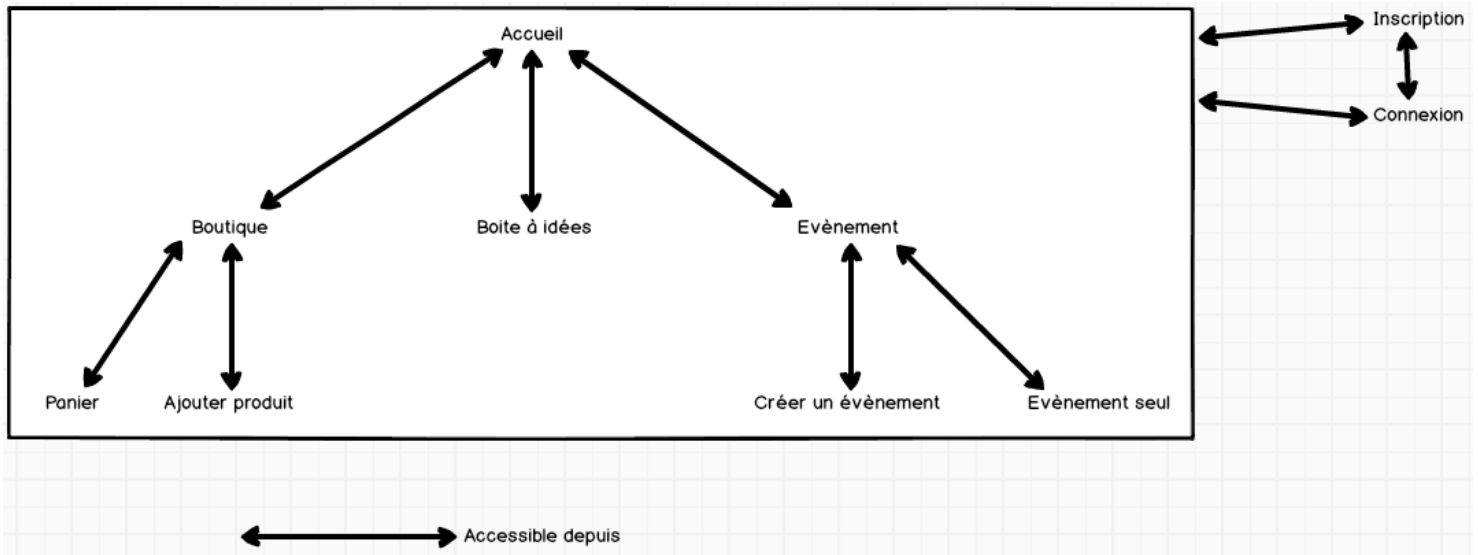 Inscription
Accueil
Connexion
Boutique
Boite à idées
Evènement
Panier
Ajouter produit
Créer un évènement
Evènement seul
Accessible depuis